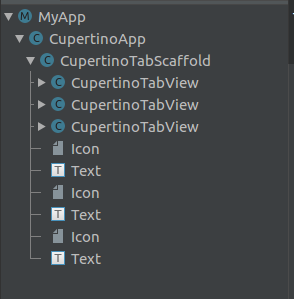 M MyApp
C CupertinoApp
C CupertinoTabScaffold
C CupertinoTabView
C CupertinoTabView
C CupertinoTabView
Icon
T Text
Icon
T Text
Icon
T Text